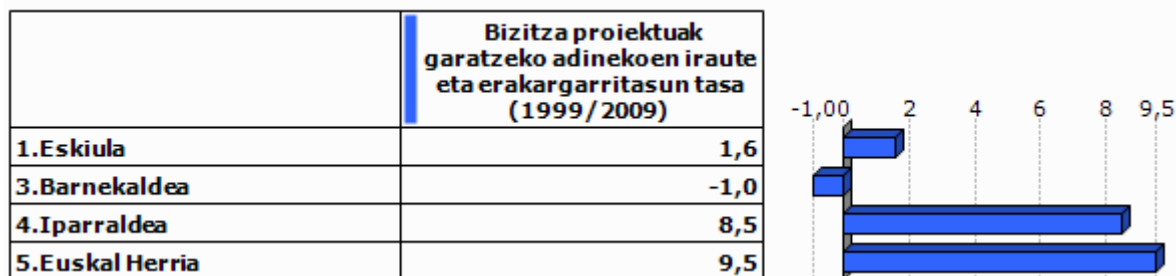 Bizitza proiektuak
garatzeko adinekoen iraute
eta erakargarritasun tasa
(1999/2009)
-1,00 2 4 6 8 9,5
1.Eskiula 1,6
3.Barnekaldea -1,0
4.Iparraldea 8,5
5.Euskal Herria 9,5